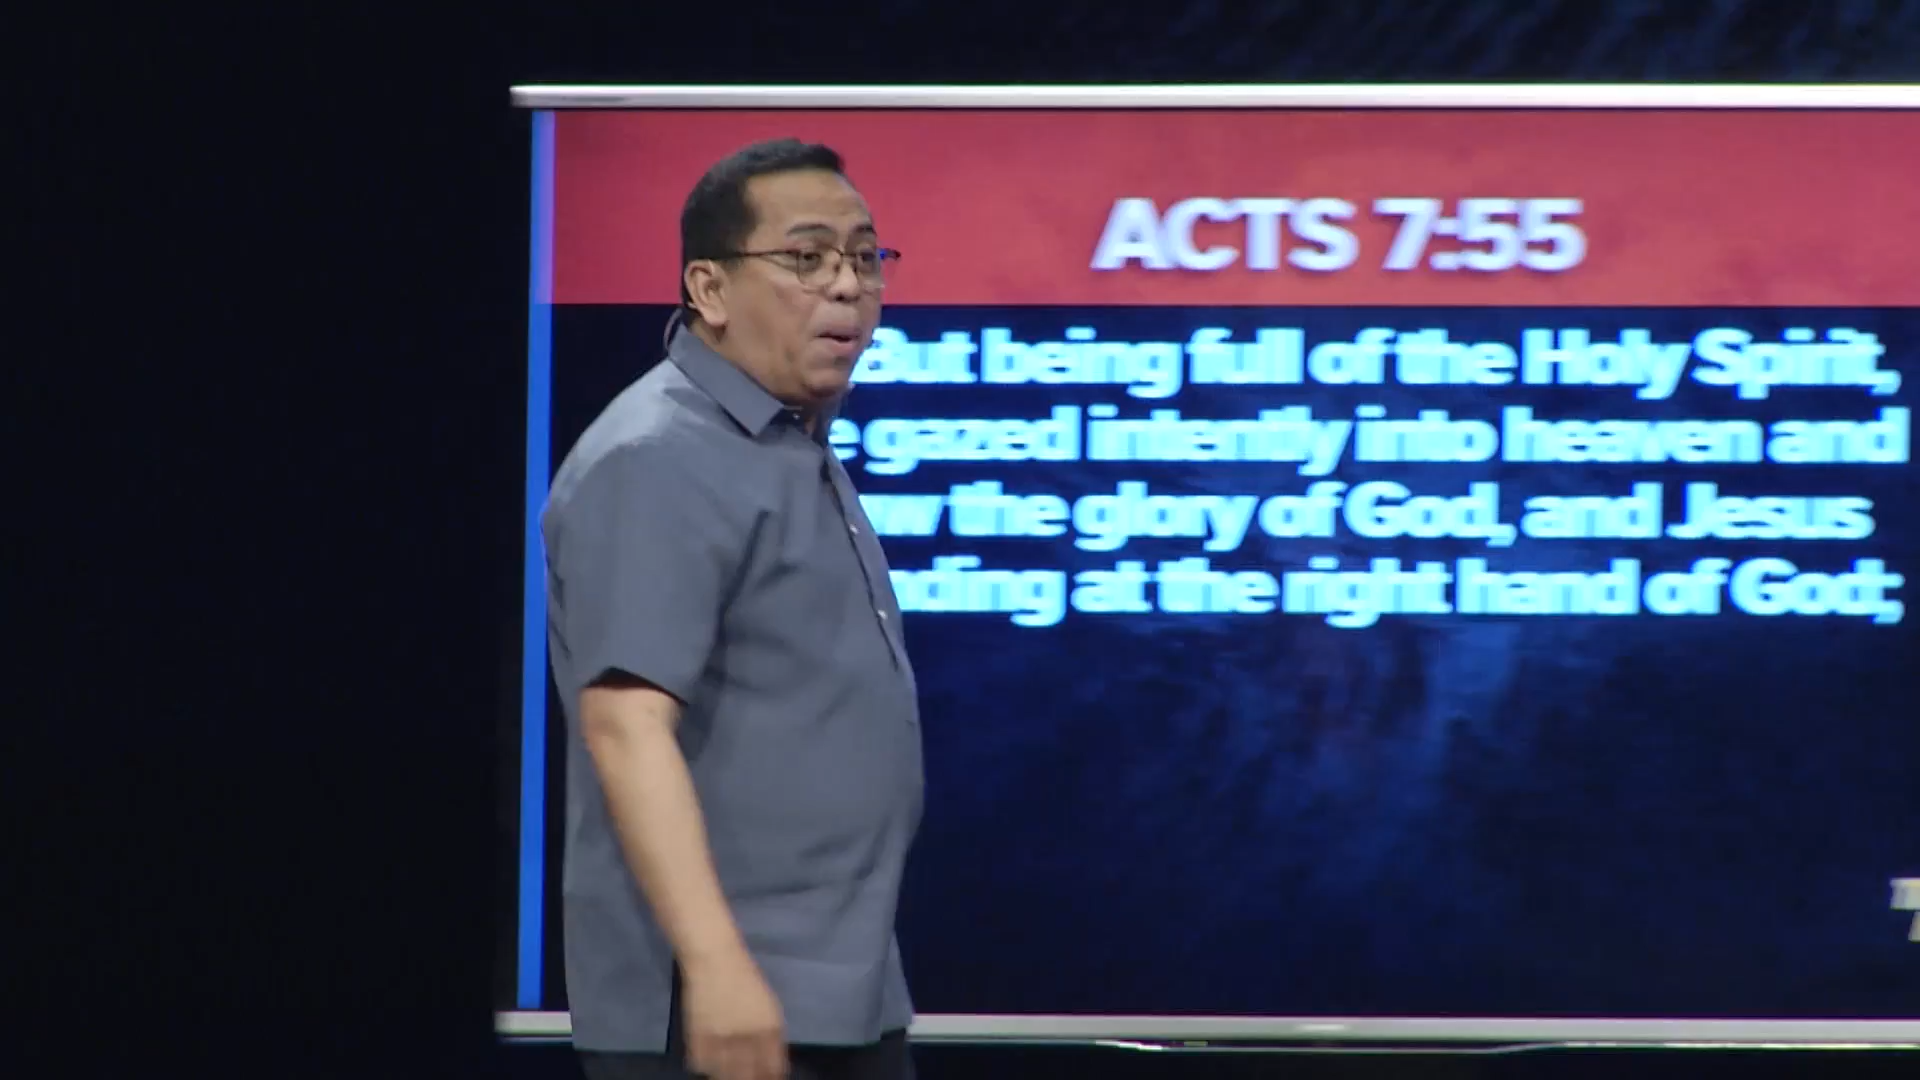 ACTS 7:55
But being full of the Holy Spirit,
gazed intently into heaven and
the glory of God, and Jesus
at the right hand of God;